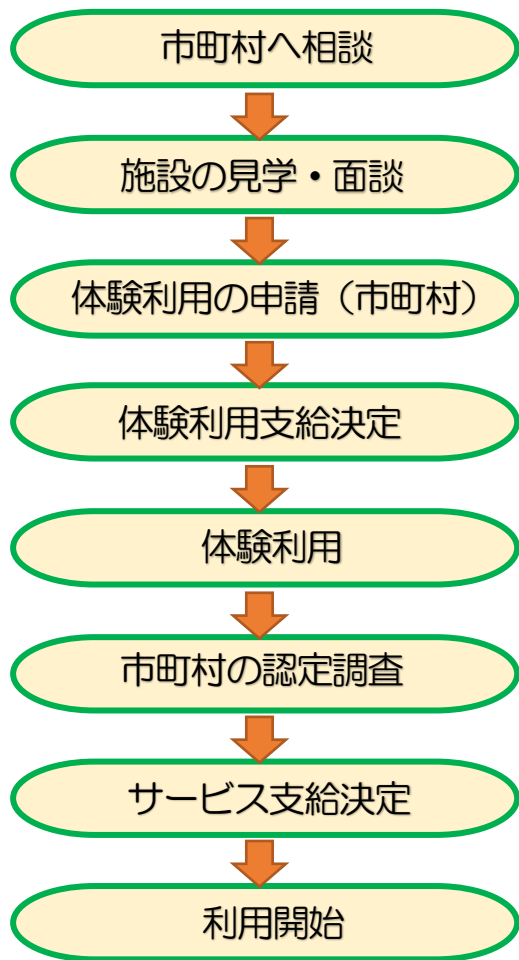 市町村へ相談
施設の見学・面談
体験利用の申請（市町村）
体験利用支給決定
体験利用
市町村の認定調査
サービス支給決定
利用開始